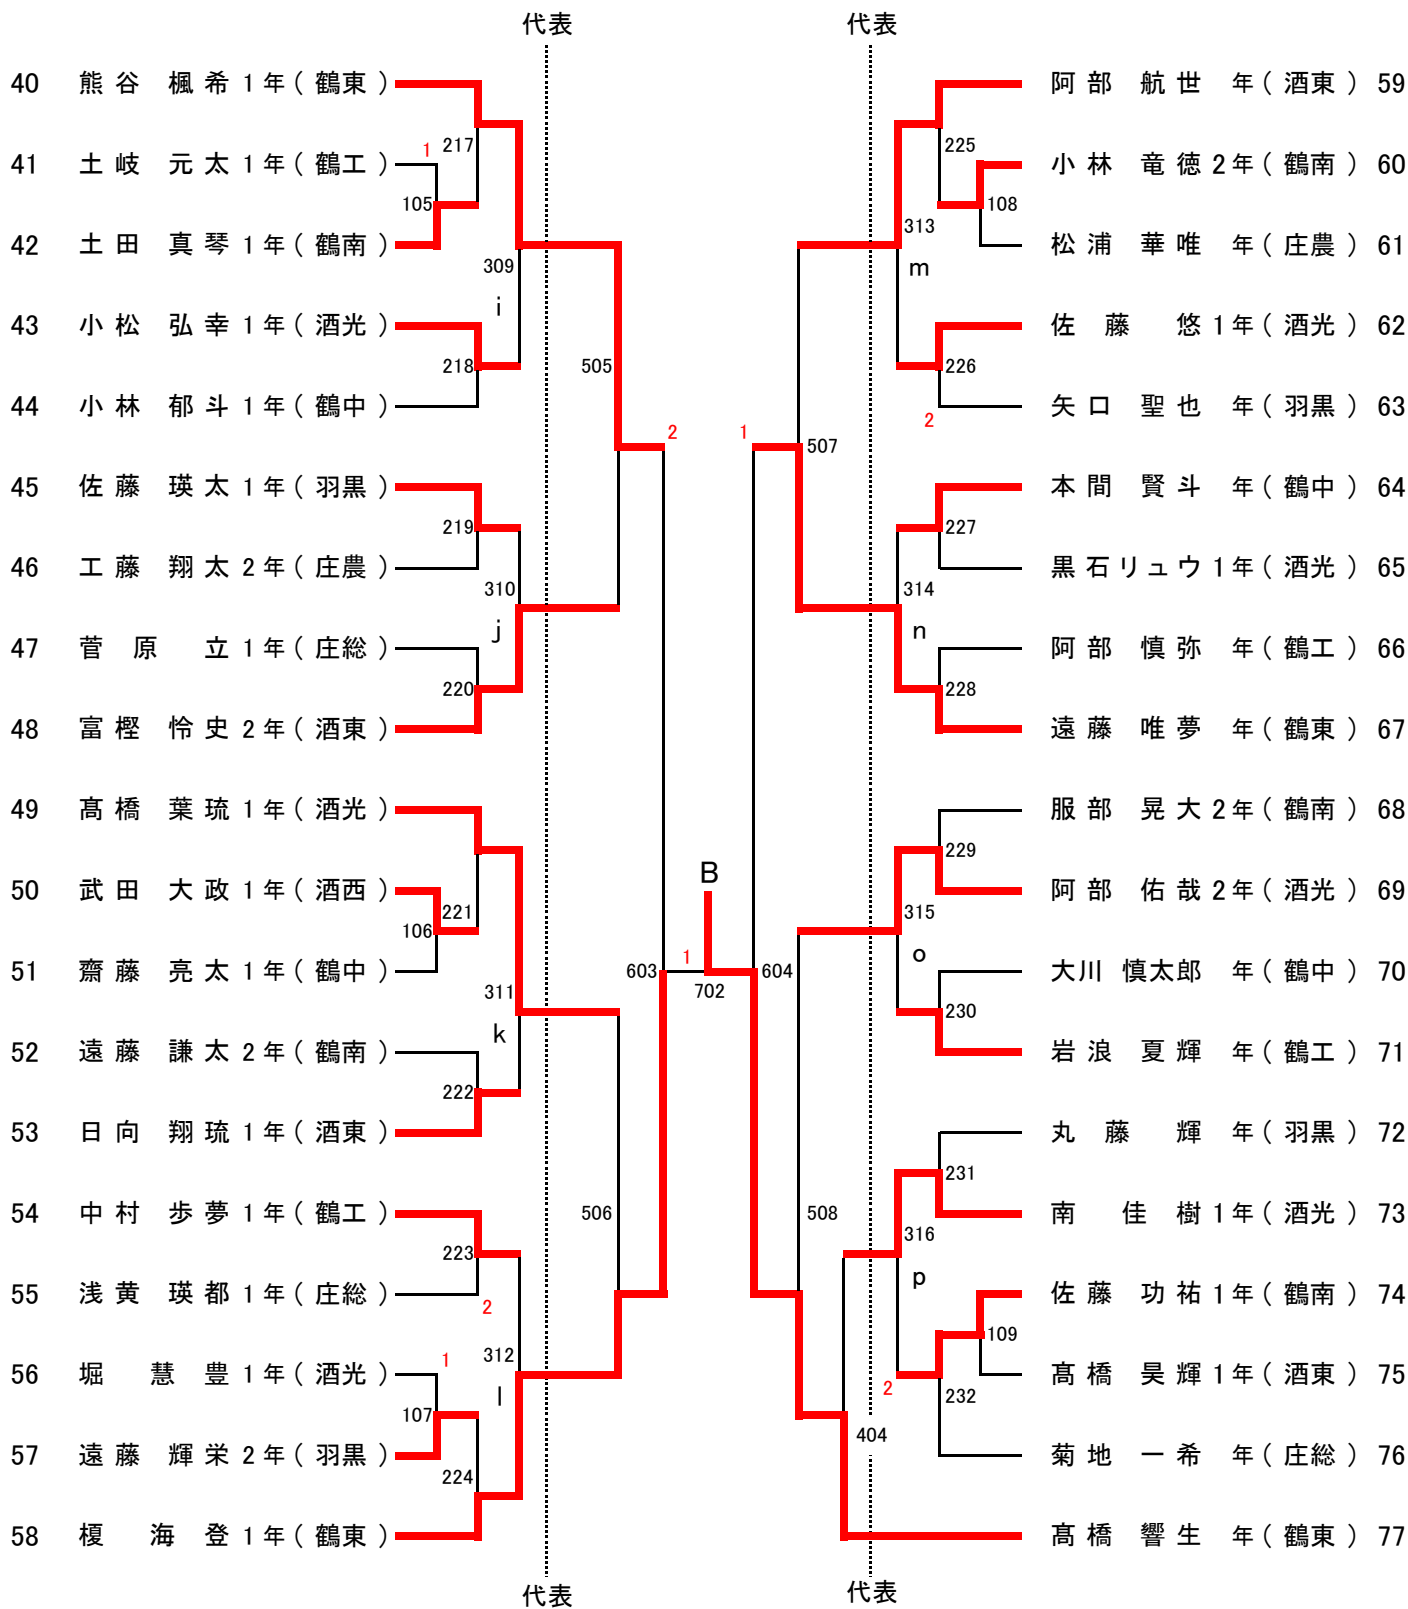 代表 代表
40 熊谷 楓希 1年(鶴東) 阿部 航世 年(酒東) 59
217 225
41 土岐 元太 1年(鶴工) 1 小林 竜徳 2年(鶴南) 60
105 108
42 土田 真琴 1年(鶴南) 313 松浦 華唯 年(庄農) 61
309 m
i
43 小松 弘幸 1年(酒光) 佐藤 悠 1年(酒光) 62
218 505 226
44 小林 郁斗 1年(鶴中) 矢口 聖也 年(羽黒) 63
2 1 507 2
45 佐藤 瑛太 1年(羽黒) 本間 賢斗 年(鶴中) 64
219 227
46 工藤 翔太 2年(庄農) 黒石リュウ 1年(酒光) 65
310 314
j n
47 菅原 立 1年(庄総) 阿部 慎弥 年(鶴工) 66
220 228
48 富樫 怜史 2年(酒東) 遠藤 唯夢 年(鶴東) 67
49 髙橋 葉琉 1年(酒光) 服部 晃大 2年(鶴南) 68
229
B
50 武田 大政 1年(酒西) 阿部 佑哉 2年(酒光) 69
221 315
106
o
51 齋藤 亮太 1年(鶴中) 603 1 604 大川 慎太郎 年(鶴中) 70
311 702 230
k
52 遠藤 謙太 2年(鶴南) 岩浪 夏輝 年(鶴工) 71
222
53 日向 翔琉 1年(酒東) 丸藤 輝 年(羽黒) 72
231
54 中村 歩夢 1年(鶴工) 506 508 南 佳樹 1年(酒光) 73
223 316
p
55 浅黄 瑛都 1年(庄総) 2 佐藤 功祐 1年(鶴南) 74
312 109
56 堀 慧豊 1年(酒光) 1 髙橋 昊輝 1年(酒東) 75
l 2 232
107 404
57 遠藤 輝栄 2年(羽黒) 菊地 一希 年(庄総) 76
224
58 榎 海登 1年(鶴東) 髙橋 響生 年(鶴東) 77
代表 代表